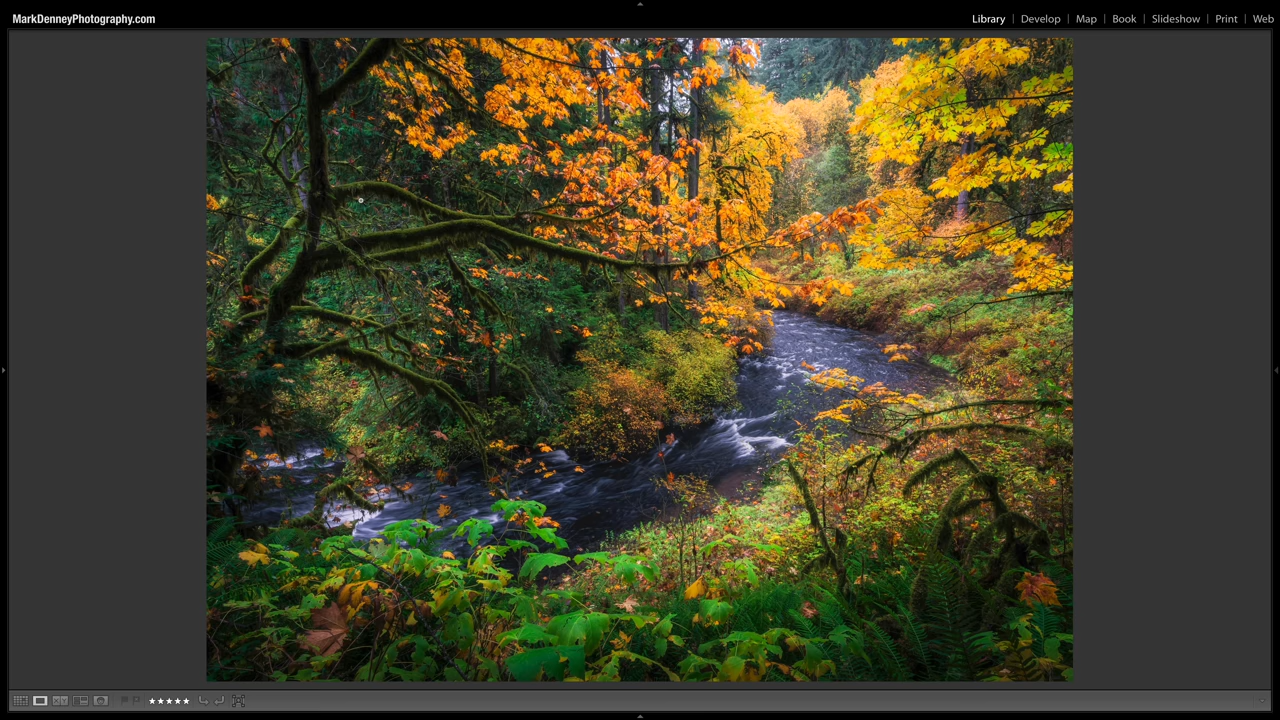 MarkDenneyPhotography.com
Library | Develop | Map | Book | Slideshow | Print | Web